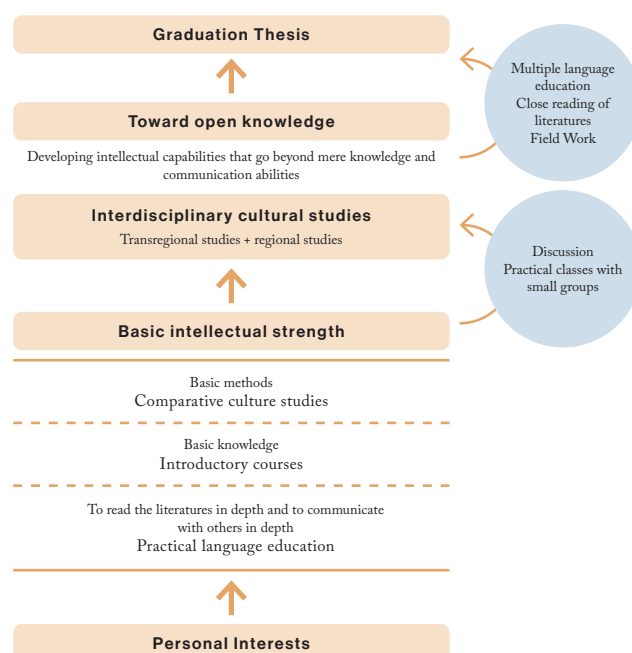 Graduation Thesis
Multiple language
education
Close reading of
literatures
Field Work
Toward open knowledge
Developing intellectual capabilities that go beyond mere knowledge and
communication abilities
Interdisciplinary cultural studies
Transregional studies + regional studies
Discussion
Practical classes with
small groups
Basic intellectual strength
Basic methods
Comparative culture studies
Basic knowledge
Introductory courses
To read the literatures in depth and to communicate
with others in depth
Practical language education
Personal Interests